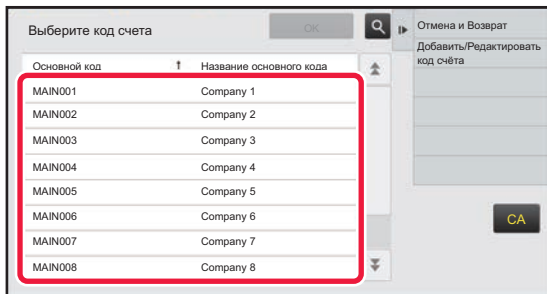 Выберите код счета
OK
Отмена и Возврат
Добавить/Редактировать
код счёта
Основной код
Название основного кода
MAIN001 Company 1
MAIN002 Company 2
MAIN003 Company 3
MAIN004 Company 4
MAIN005 Company 5
MAIN006 Company 6
MAIN007 Company 7
MAIN008 Company 8
CA